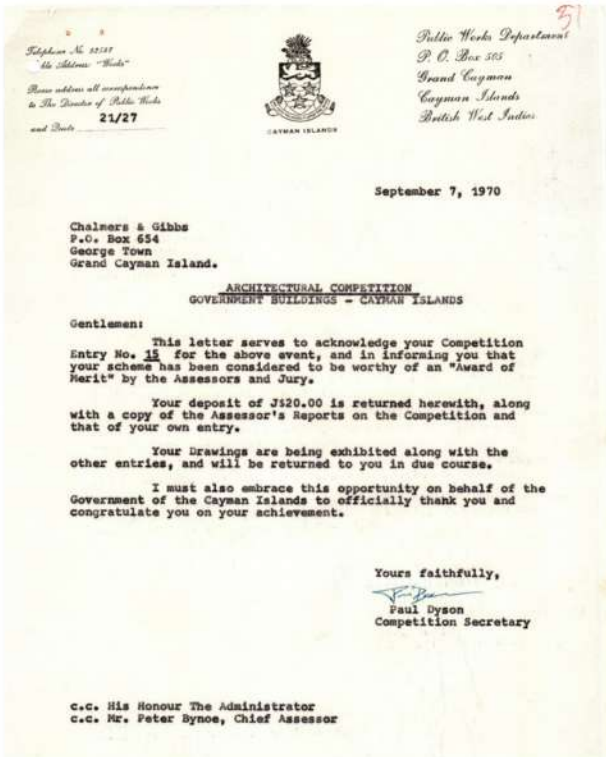 51
Telephone No 52527
ble Address "Works"
Please address all correspondence
to The Director of Public Works
and Quote 21/27
CAYMAN ISLANDS
Public Works Department
P. O. Box 505
Grand Cayman
Cayman Islands
British West Indies
September 7, 1970
Chalmers & Gibbs
P.O. Box 654
George Town
Grand Cayman Island.
ARCHITECTURAL COMPETITION
GOVERNMENT BUILDINGS - CAYMAN ISLANDS
Gentlemen:
This letter serves to acknowledge your Competition
Entry No. 15 for the above event, and in informing you that
your scheme has been considered to be worthy of an "Award of
Merit" by the Assessors and Jury.
Your deposit of J$20.00 is returned herewith, along
with a copy of the Assessor's Reports on the Competition and
that of your own entry.
Your Drawings are being exhibited along with the
other entries, and will be returned to you in due course.
I must also embrace this opportunity on behalf of the
Government of the Cayman Islands to officially thank you and
congratulate you on your achievement.
Yours faithfully,
Paul Dyson
Competition Secretary
c.c. His Honour The Administrator
c.c. Mr. Peter Bynoe, Chief Assessor